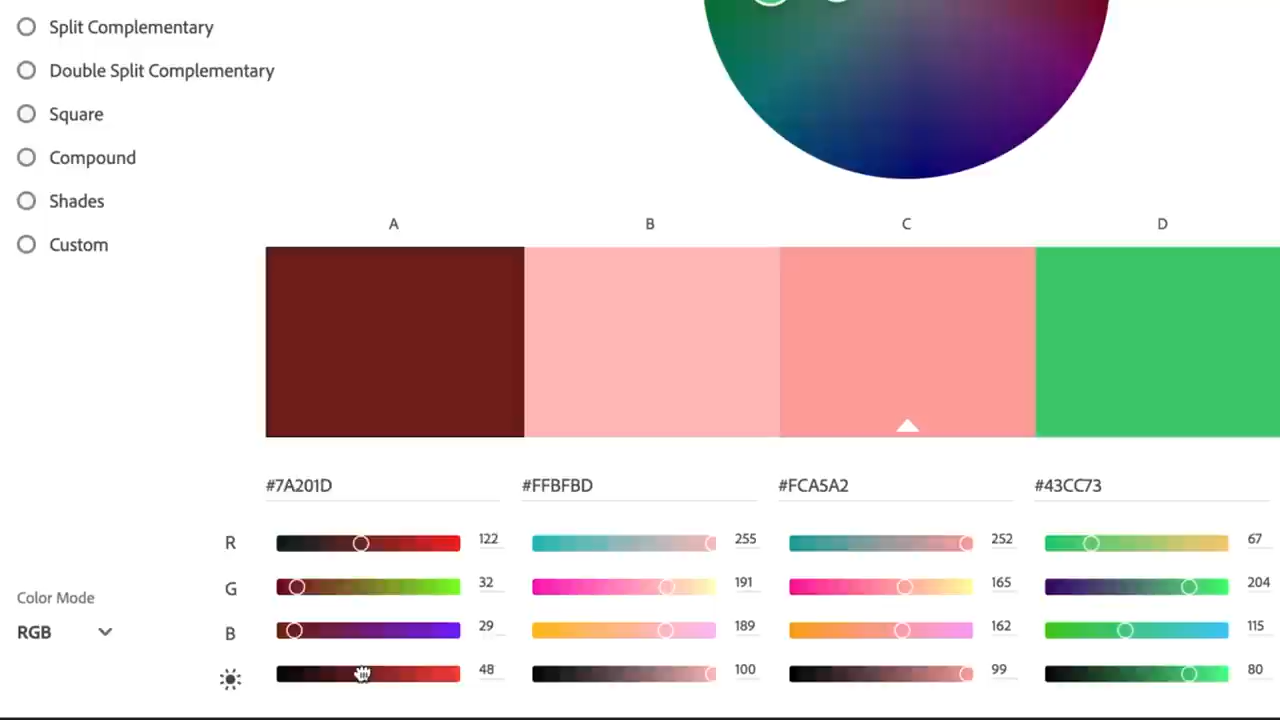 Split Complementary
Double Split Complementary
Square
Compound
Shades
Custom
A B C D
#7A201D #FFBFBD #FCA5A2 #43CC73
R 122 255 252 67
G 32 191 165 204
B 29 189 162 115
48 100 99 80
Color Mode
RGB